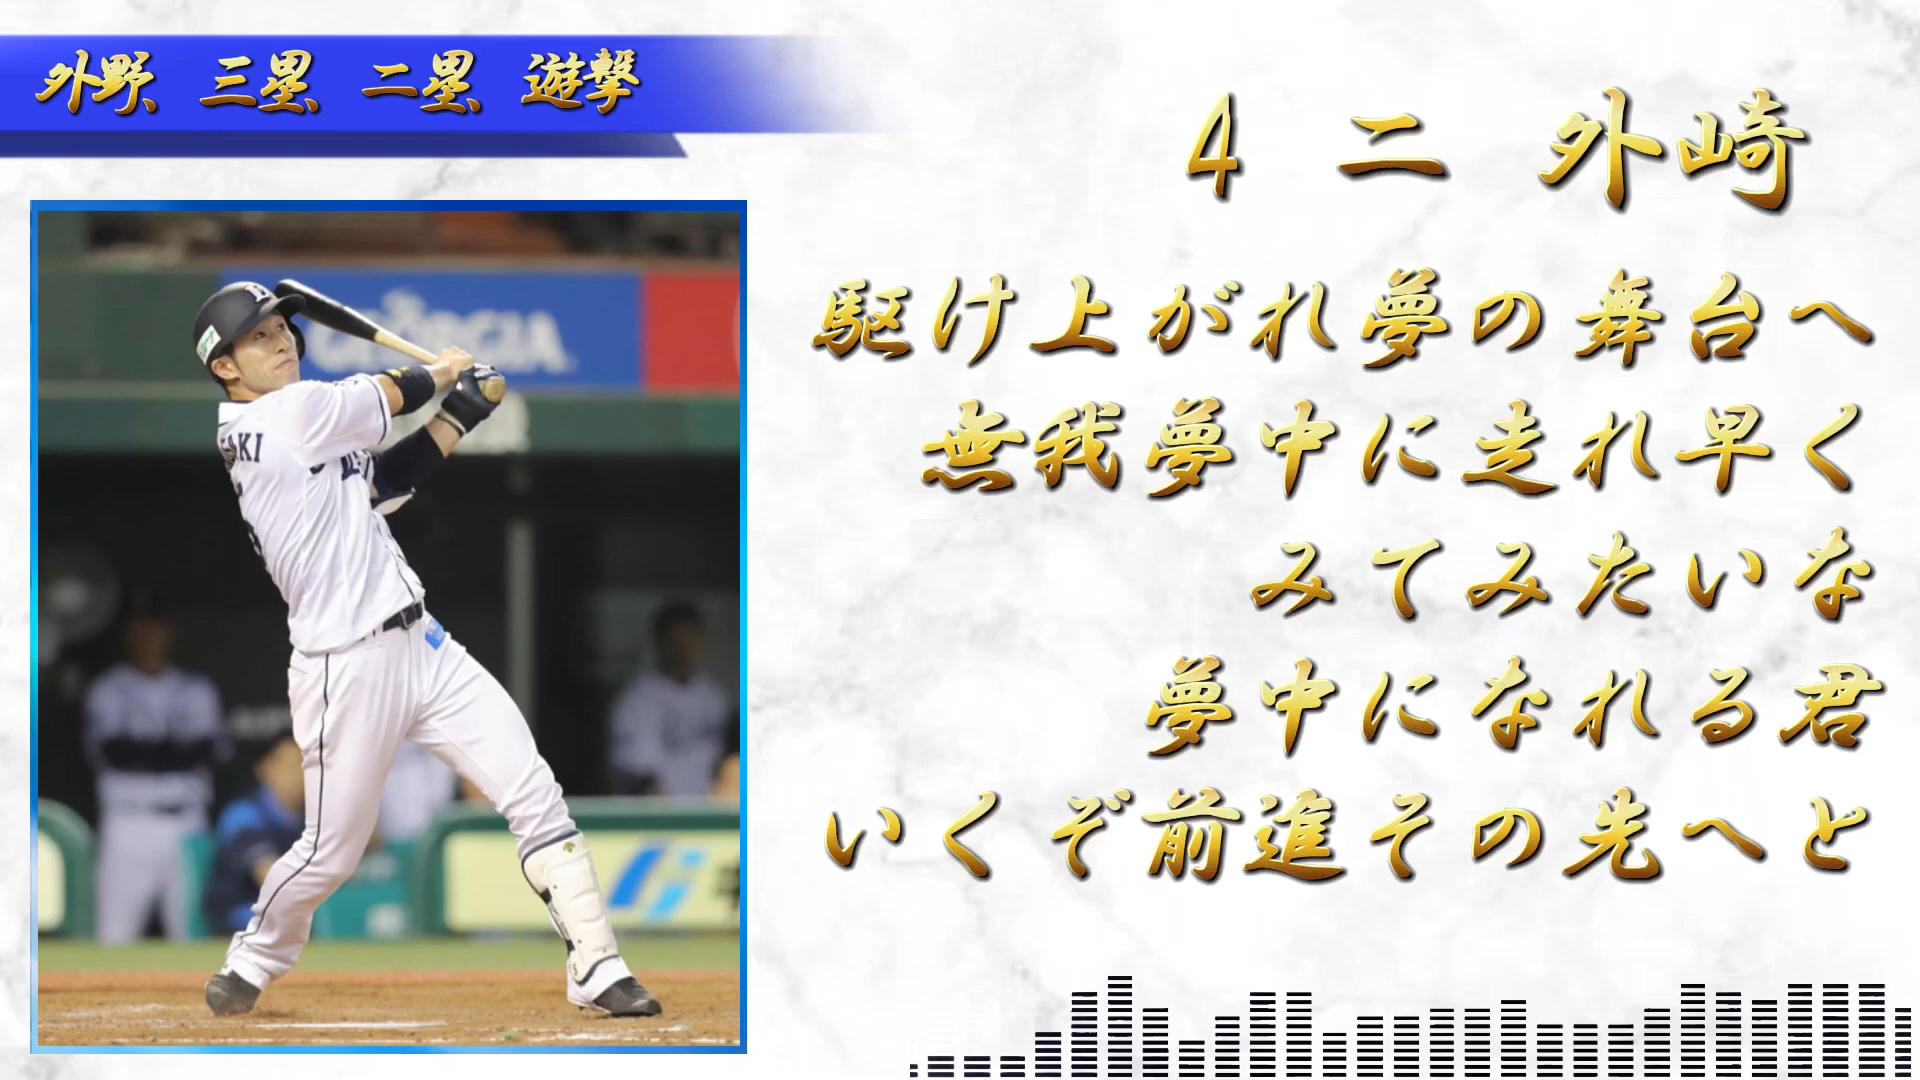 外野、三塁、二塁、遊撃
4 二 外崎
駆け上がれ夢の舞台へ
無我夢中に走れ早く
みてみたいな
夢中になれる君
いくぞ前進その先へと
GEORGIA